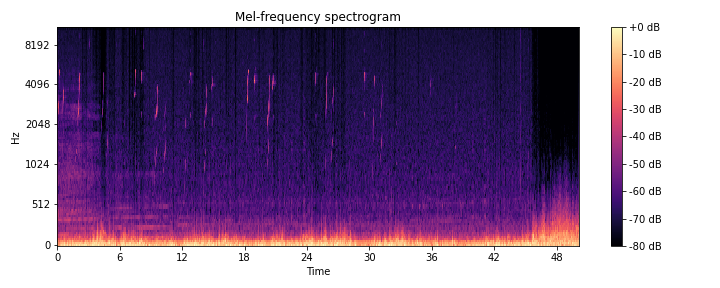 Mel-frequency spectrogram
Hz
8192
4096
2048
1024
512
0
0 6 12 18 24 30 36 42 48
Time
+0 dB
-10 dB
-20 dB
-30 dB
-40 dB
-50 dB
-60 dB
-70 dB
-80 dB